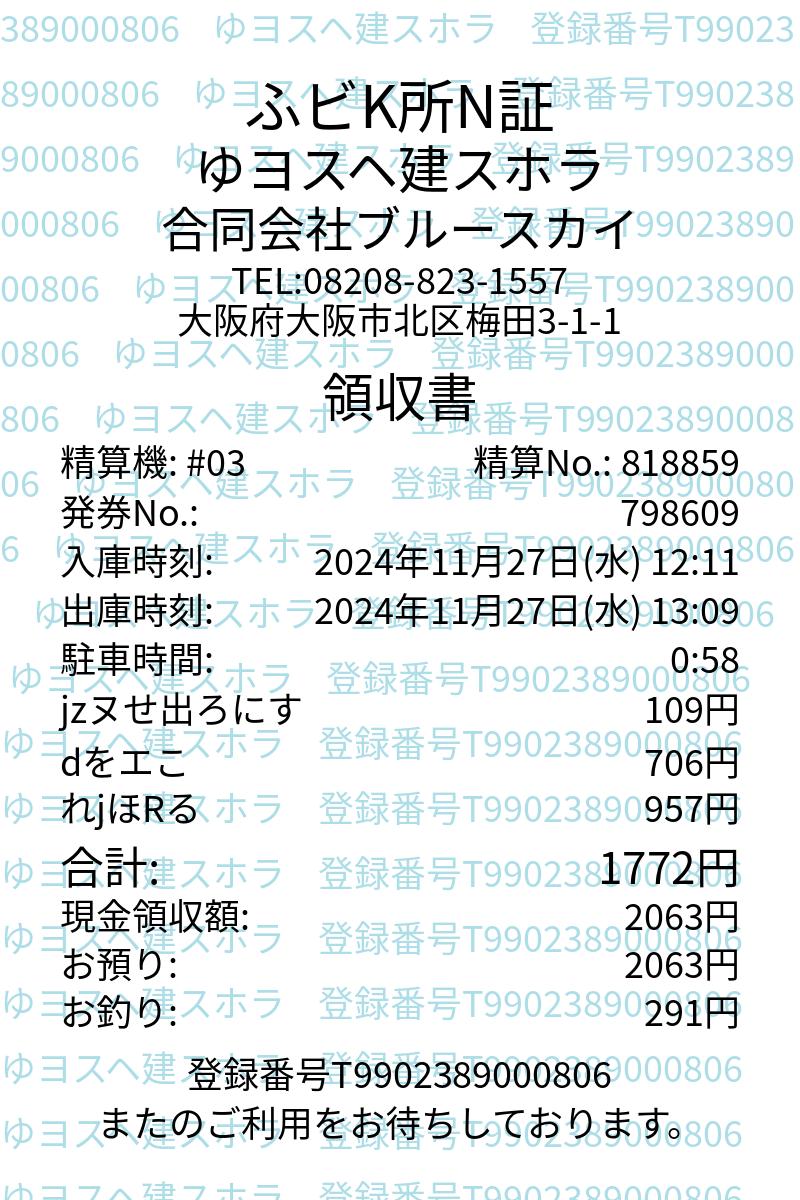 ふビK所N証
ゆヨスヘ建スホラ
合同会社ブルースカイ
TEL:08208-823-1557
大阪府大阪市北区梅田3-1-1
領収書
精算機: #03 精算No.: 818859
発券No.: 798609
入庫時刻: 2024年11月27日(水) 12:11
出庫時刻: 2024年11月27日(水) 13:09
駐車時間: 0:58
jzヌせ出ろにす 109円
dをエこ 706円
れjほRる 957円
合計: 1772円
現金領収額: 2063円
お預り: 2063円
お釣り: 291円
登録番号T9902389000806
またのご利用をお待ちしております。